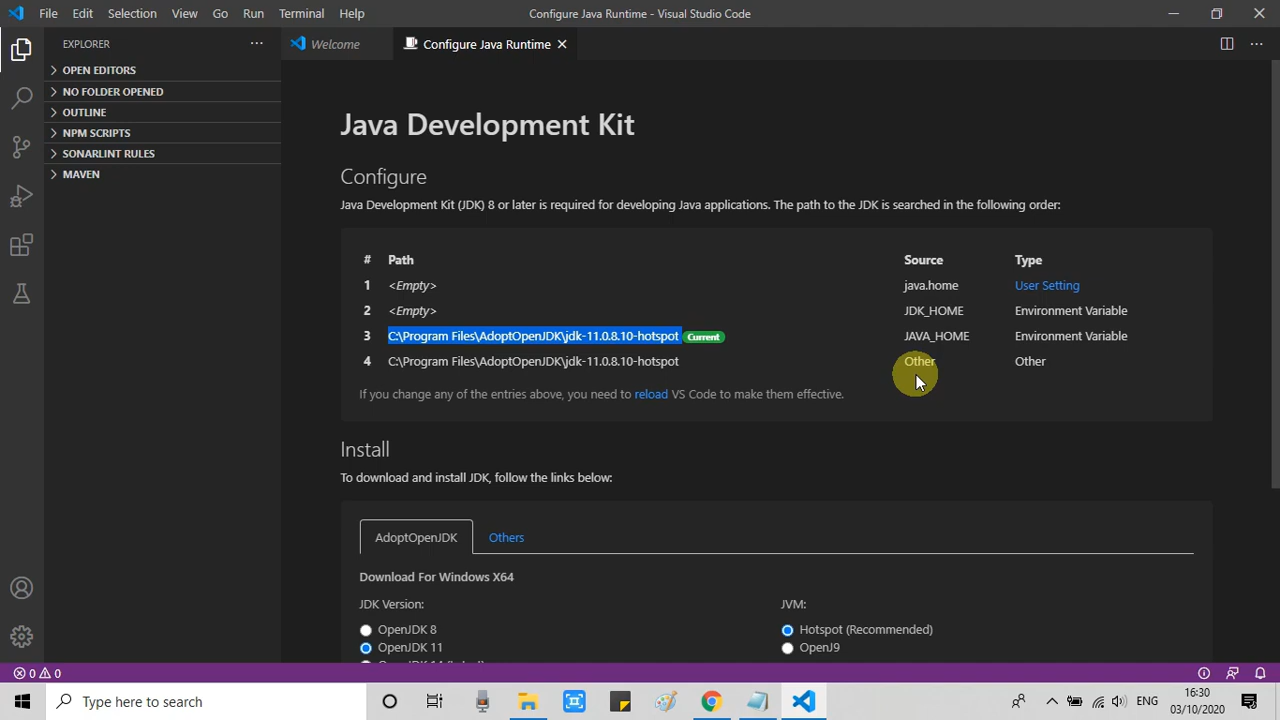 File Edit Selection View Go Run Terminal Help Configure Java Runtime - Visual Studio Code
EXPLORER
Welcome
Configure Java Runtime
OPEN EDITORS
NO FOLDER OPENED
OUTLINE
NPM SCRIPTS
SONARLINT RULES
MAVEN
Java Development Kit
Configure
Java Development Kit (JDK) 8 or later is required for developing Java applications. The path to the JDK is searched in the following order:
# Path Source Type
1 <Empty> java.home User Setting
2 <Empty> JDK_HOME Environment Variable
3 C:\Program Files\AdoptOpenJDK\jdk-11.0.8.10-hotspot Current JAVA_HOME Environment Variable
4 C:\Program Files\AdoptOpenJDK\jdk-11.0.8.10-hotspot Other Other
If you change any of the entries above, you need to reload VS Code to make them effective.
Install
To download and install JDK, follow the links below:
AdoptOpenJDK Others
Download For Windows X64
JDK Version: JVM:
OpenJDK 8 Hotspot (Recommended)
OpenJDK 11 OpenJ9
0 0
Type here to search
ENG
16:30
03/10/2020